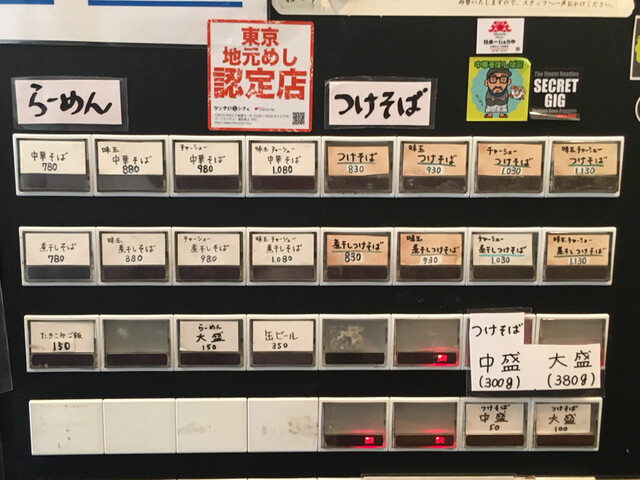 東京
地元めし
認定店
らーめん
つけそば
The Finest Noodles
SECRET
GIG
中華そば
780
味玉
中華そば
880
チャーシュー
中華そば
980
味玉チャーシュー
中華そば
1.080
つけそば
830
味玉
つけそば
930
チャーシュー
つけそば
1.030
味玉チャーシュー
つけそば
1.130
煮干しそば
780
味玉
煮干しそば
880
チャーシュー
煮干しそば
980
味玉チャーシュー
煮干しそば
1.080
煮干しつけそば
830
味玉
煮干しつけそば
930
チャーシュー
煮干しつけそば
1.030
味玉チャーシュー
煮干しつけそば
1.130
たきこみご飯
150
らーめん
大盛
150
缶ビール
350
つけそば
中盛
(300g)
大盛
(380g)
つけそば
中盛
50
つけそば
大盛
100